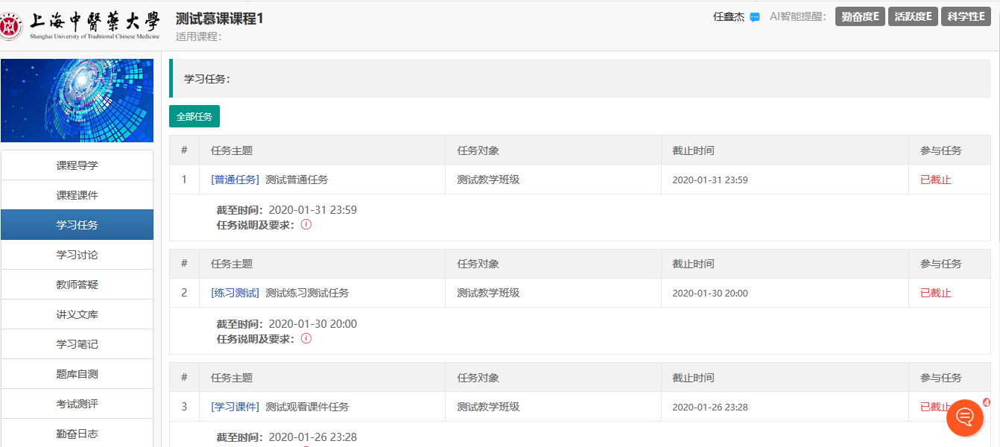 上海中醫藥大學
Shanghai University of Traditional Chinese Medicine
测试慕课课程1
适用课程：
任鑫杰 AI智能提醒： 勤奋度E 活跃度E 科学性E
课程导学
课程课件
学习任务
学习讨论
教师答疑
讲义文库
学习笔记
题库自测
考试测评
勤奋日志
学习任务：
全部任务
# 任务主题 任务对象 截止时间 参与任务
1 [普通任务] 测试普通任务 测试教学班级 2020-01-31 23:59 已截止
截至时间：2020-01-31 23:59
任务说明及要求：
# 任务主题 任务对象 截止时间 参与任务
2 [练习测试] 测试练习测试任务 测试教学班级 2020-01-30 20:00 已截止
截至时间：2020-01-30 20:00
任务说明及要求：
# 任务主题 任务对象 截止时间 参与任务
3 [学习课件] 测试观看课件任务 测试教学班级 2020-01-26 23:28 已截止
4
截至时间：2020-01-26 23:28